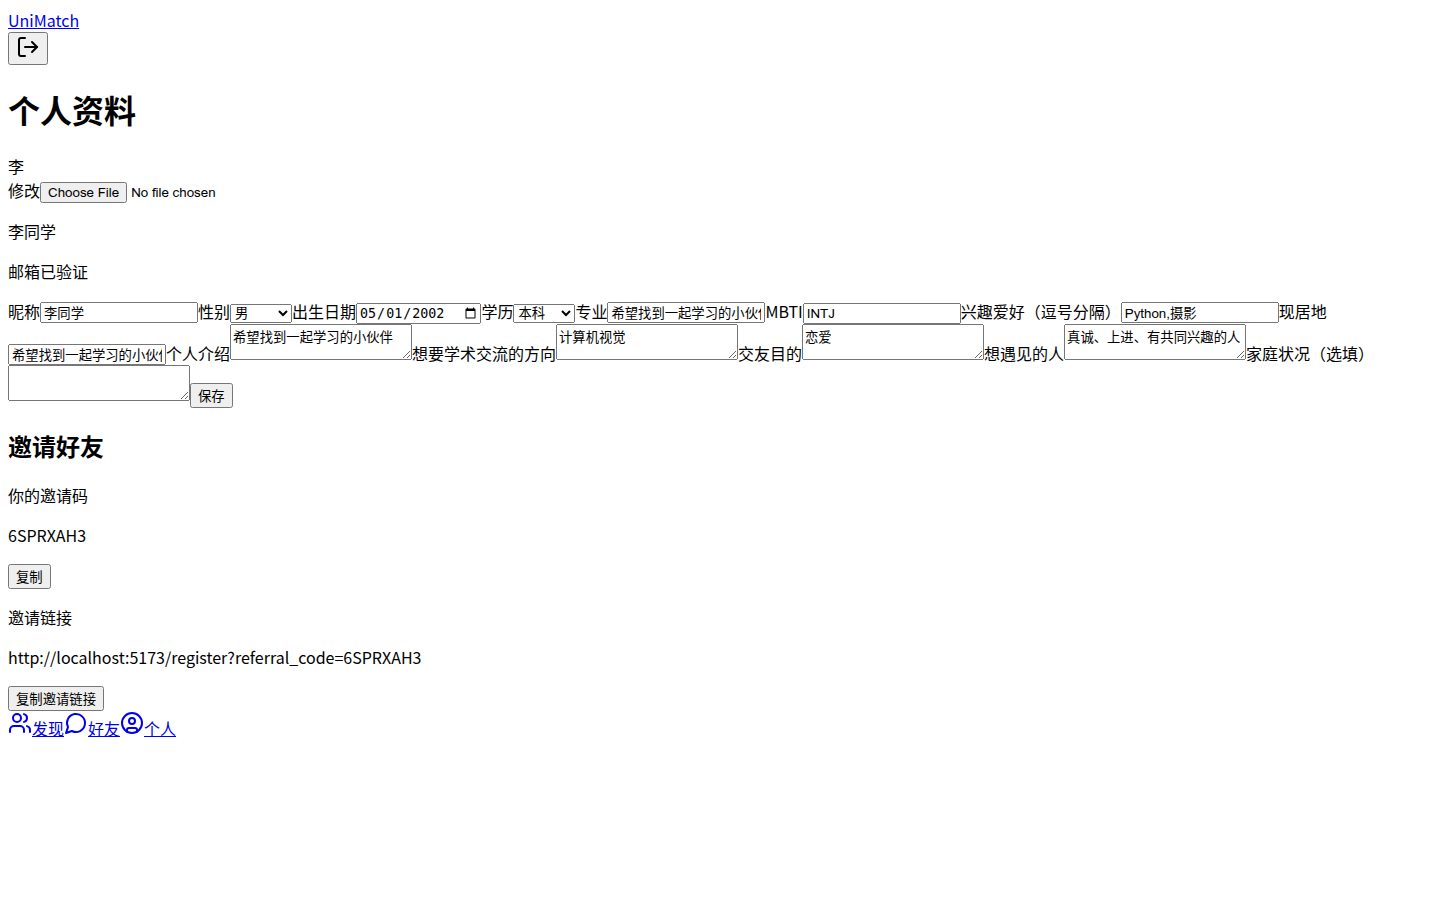 UniMatch
个人资料
李
修改 Choose File No file chosen
李同学
邮箱已验证
昵称 李同学 性别 男 出生日期 05/01/2002 学历 本科 专业 希望找到一起学习的小伙 MBTI INTJ 兴趣爱好（逗号分隔） Python,摄影 现居地
希望找到一起学习的小伙 个人介绍 希望找到一起学习的小伙伴 想要学术交流的方向 计算机视觉 交友目的 恋爱 想遇见的人 真诚、上进、有共同兴趣的人 家庭状况（选填）
保存
邀请好友
你的邀请码
6SPRXAH3
复制
邀请链接
http://localhost:5173/register?referral_code=6SPRXAH3
复制邀请链接
发现 好友 个人